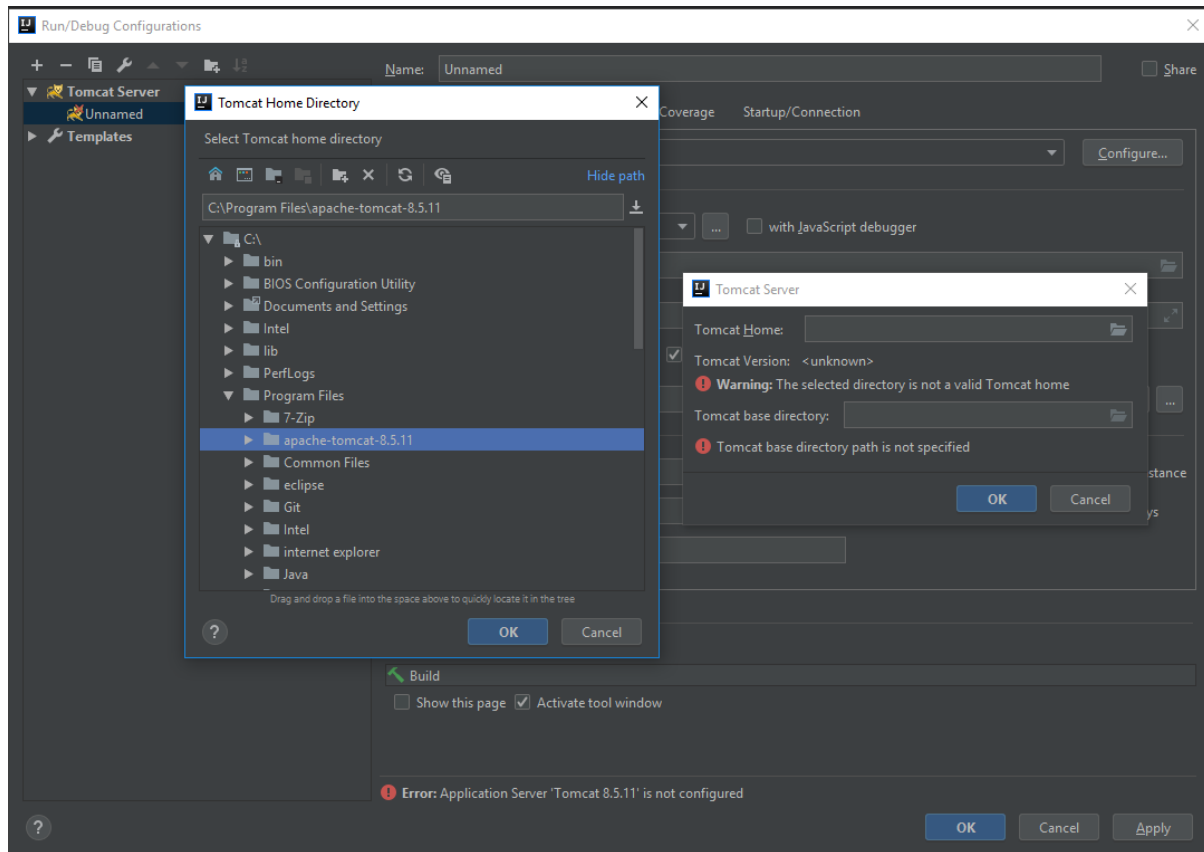 Run/Debug Configurations
Name: Unnamed
Share
Tomcat Server
Unnamed
Templates
Coverage Startup/Connection
Configure...
... with JavaScript debugger
Tomcat Home Directory
Select Tomcat home directory
Hide path
C:\Program Files\apache-tomcat-8.5.11
C:\
bin
BIOS Configuration Utility
Documents and Settings
Intel
lib
PerfLogs
Program Files
7-Zip
apache-tomcat-8.5.11
Common Files
eclipse
Git
Intel
internet explorer
Java
Drag and drop a file into the space above to quickly locate it in the tree
? OK Cancel
Tomcat Server
Tomcat Home:
Tomcat Version: <unknown>
Warning: The selected directory is not a valid Tomcat home
Tomcat base directory:
Tomcat base directory path is not specified
OK Cancel
...
stance
ys
Build
Show this page Activate tool window
Error: Application Server 'Tomcat 8.5.11' is not configured
? OK Cancel Apply